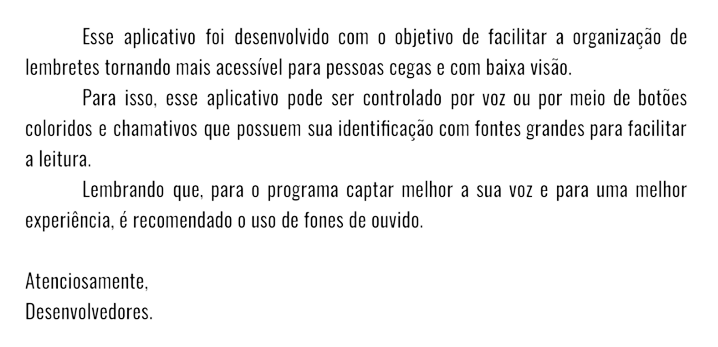 Esse aplicativo foi desenvolvido com o objetivo de facilitar a organização de
lembretes tornando mais acessível para pessoas cegas e com baixa visão.
Para isso, esse aplicativo pode ser controlado por voz ou por meio de botões
coloridos e chamativos que possuem sua identificação com fontes grandes para facilitar
a leitura.
Lembrando que, para o programa captar melhor a sua voz e para uma melhor
experiência, é recomendado o uso de fones de ouvido.
Atenciosamente,
Desenvolvedores.